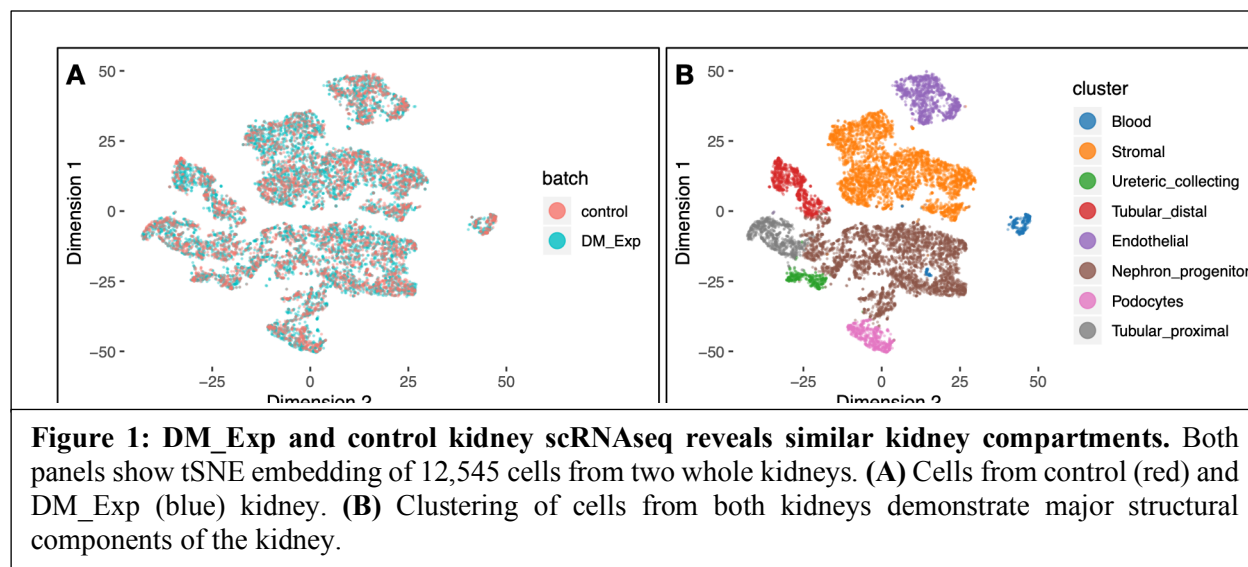 A
50
25
0
−25
−50
Dimension 1
−25
0
25
50
Dimension 2
batch
control
DM_Exp
B
50
25
0
−25
−50
Dimension 1
−25
0
25
50
Dimension 2
cluster
Blood
Stromal
Ureteric_collecting
Tubular_distal
Endothelial
Nephron_progenitor
Podocytes
Tubular_proximal
Figure 1: DM_Exp and control kidney scRNAseq reveals similar kidney compartments. Both
panels show tSNE embedding of 12,545 cells from two whole kidneys. (A) Cells from control (red) and
DM_Exp (blue) kidney. (B) Clustering of cells from both kidneys demonstrate major structural
components of the kidney.